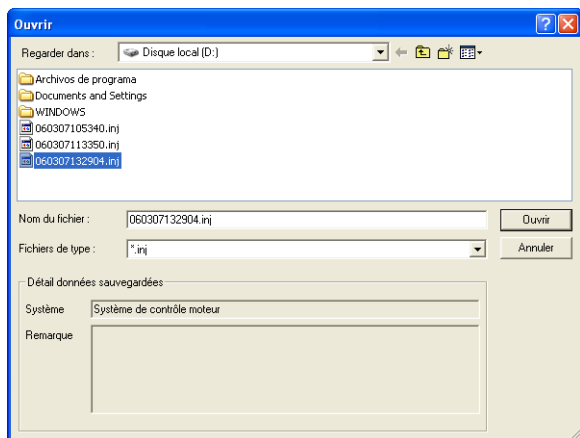 Ouvrir
Regarder dans :
Disque local (D:)
Archivos de programa
Documents and Settings
WINDOWS
060307105340.inj
060307113350.inj
060307132904.inj
Nom du fichier :
060307132904.inj
Ouvrir
Fichiers de type :
*.inj
Annuler
Détail données sauvegardées
Système
Système de contrôle moteur
Remarque